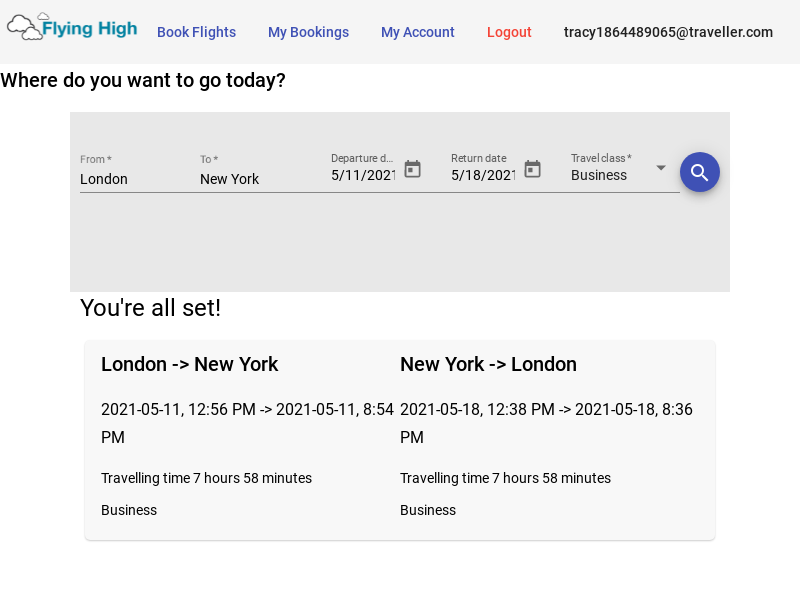 Flying High
Book Flights
My Bookings
My Account
Logout
tracy1864489065@traveller.com
Where do you want to go today?
From *
To *
Departure d...
Return date
Travel class *
London
New York
5/11/2021
5/18/2021
Business
You're all set!
London -> New York
2021-05-11, 12:56 PM -> 2021-05-11, 8:54
PM
Travelling time 7 hours 58 minutes
Business
New York -> London
2021-05-18, 12:38 PM -> 2021-05-18, 8:36
PM
Travelling time 7 hours 58 minutes
Business